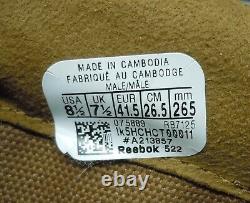 MADE IN CAMBODIA
FABRIQUÉ AU CAMBODGE
MALE/MÂLE
USA UK EUR CM mm
8½ 7½ 41.5 26.5 265
075889 RB7125
1K5HCHCT00011
#A213857
Reebok 522